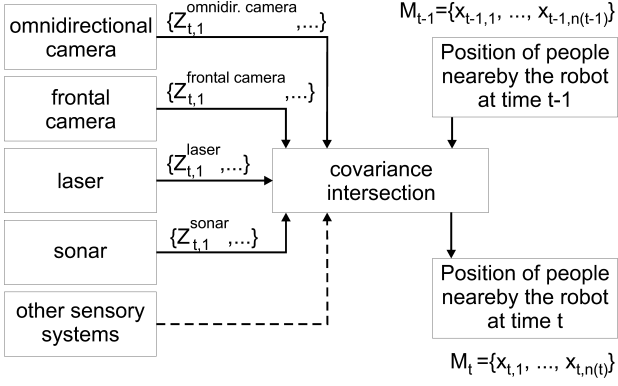 omnidirectional
camera
{Z_{t,1}^{omnidir. camera} ,...}
frontal
camera
{Z_{t,1}^{frontal camera} ,...}
laser
{Z_{t,1}^{laser} ,...}
sonar
{Z_{t,1}^{sonar} ,...}
other sensory
systems
covariance
intersection
M_{t-1}={x_{t-1,1}, ..., x_{t-1,n(t-1)}}
Position of people
neareby the robot
at time t-1
Position of people
neareby the robot
at time t
M_t={x_{t,1}, ..., x_{t,n(t)}}